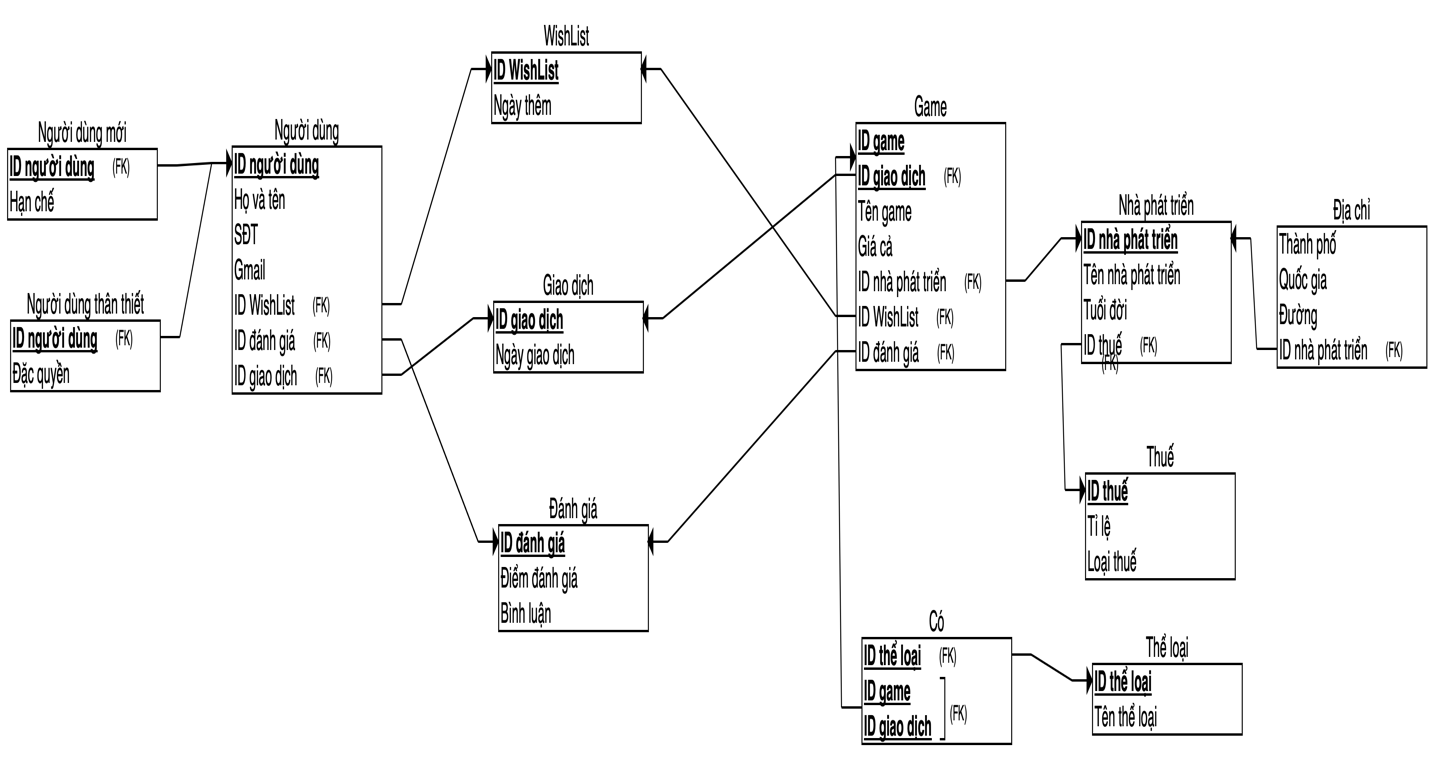 WishList
ID WishList
Ngày thêm
Người dùng mới
ID người dùng (FK)
Hạn chế
Người dùng thân thiết
ID người dùng (FK)
Đặc quyền
Người dùng
ID người dùng
Họ và tên
SĐT
Gmail
ID WishList (FK)
ID đánh giá (FK)
ID giao dịch (FK)
Giao dịch
ID giao dịch
Ngày giao dịch
Đánh giá
ID đánh giá
Điểm đánh giá
Bình luận
Game
ID game
ID giao dịch (FK)
Tên game
Giá cả
ID nhà phát triển (FK)
ID WishList (FK)
ID đánh giá (FK)
Nhà phát triển
ID nhà phát triển
Tên nhà phát triển
Tuổi đời
ID thuế (FK)
(FK)
Địa chỉ
Thành phố
Quốc gia
Đường
ID nhà phát triển (FK)
Thuế
ID thuế
Tỉ lệ
Loại thuế
Có
ID thể loại (FK)
ID game
ID giao dịch
(FK)
Thể loại
ID thể loại
Tên thể loại